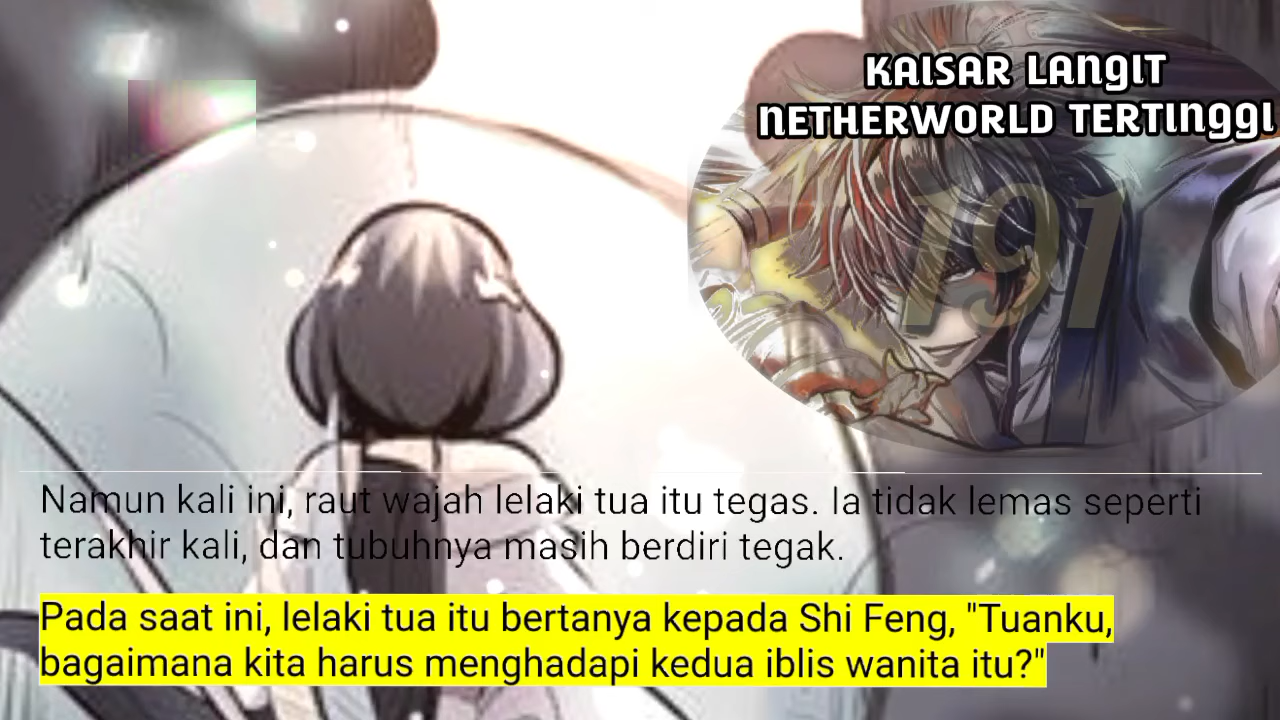 KAISAR LANGIT
NETHERWORLD TERTINGGI
791
Namun kali ini, raut wajah lelaki tua itu tegas. Ia tidak lemas seperti
terakhir kali, dan tubuhnya masih berdiri tegak.
Pada saat ini, lelaki tua itu bertanya kepada Shi Feng, "Tuanku,
bagaimana kita harus menghadapi kedua iblis wanita itu?"